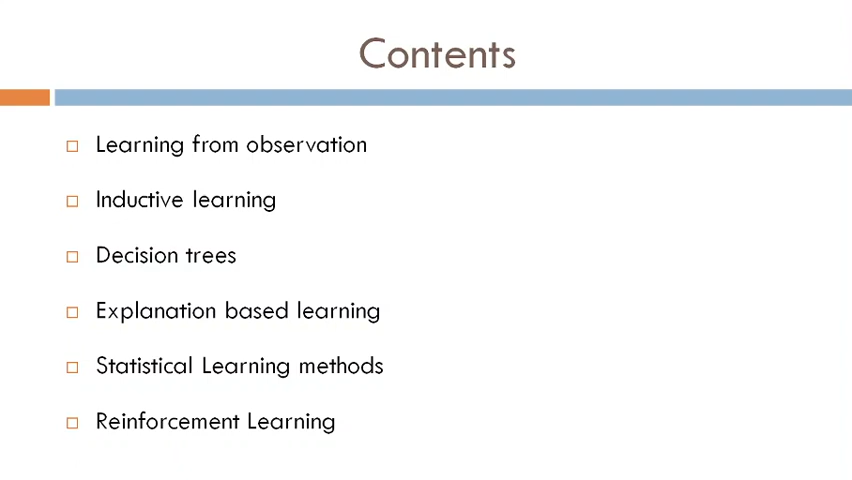 Contents
Learning from observation
Inductive learning
Decision trees
Explanation based learning
Statistical Learning methods
Reinforcement Learning